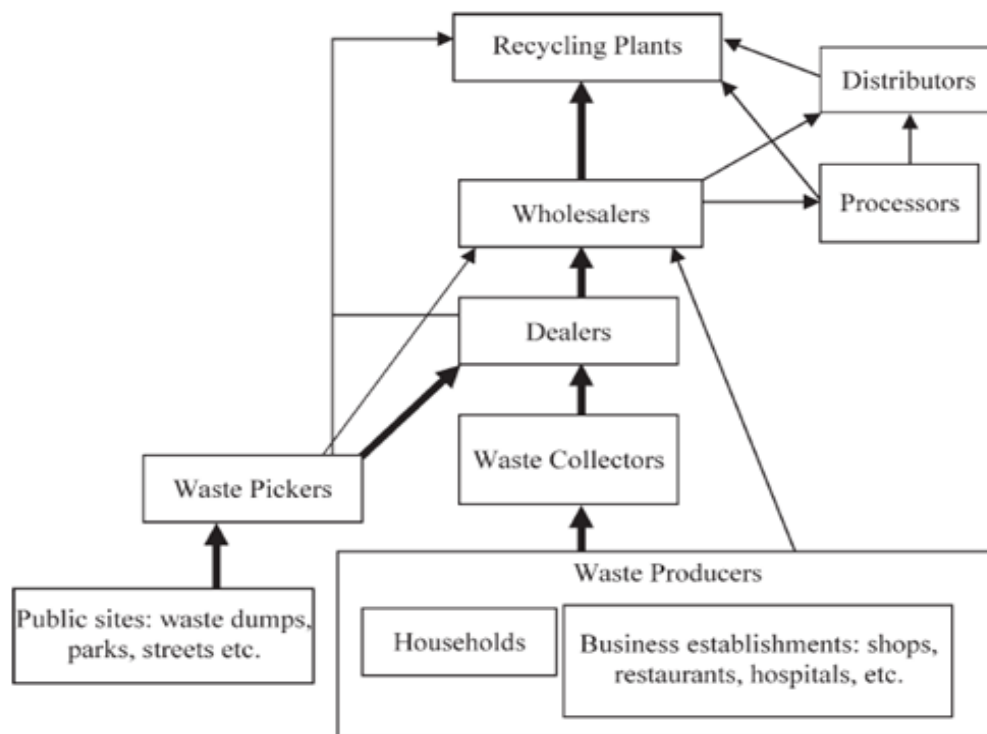 Recycling Plants
Distributors
Processors
Wholesalers
Dealers
Waste Collectors
Waste Pickers
Public sites: waste dumps,
parks, streets etc.
Waste Producers
Households
Business establishments: shops,
restaurants, hospitals, etc.